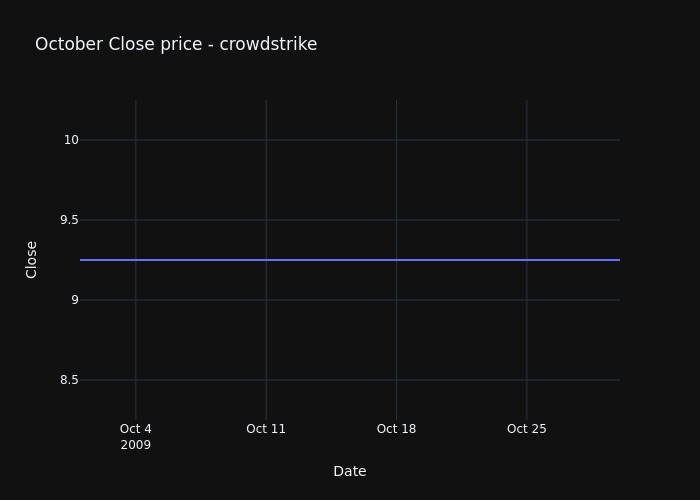 October Close price - crowdstrike
10
9.5
9
8.5
Close
Oct 4
2009
Oct 11
Oct 18
Oct 25
Date